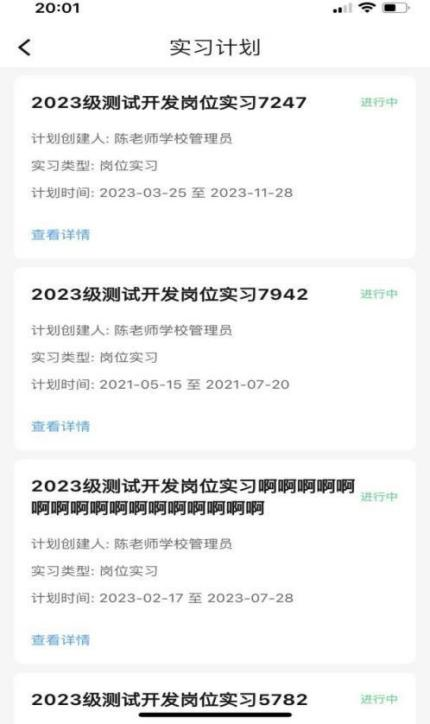 20:01
实习计划
2023级测试开发岗位实习7247
进行中
计划创建人: 陈老师学校管理员
实习类型: 岗位实习
计划时间: 2023-03-25 至 2023-11-28
查看详情
2023级测试开发岗位实习7942
进行中
计划创建人: 陈老师学校管理员
实习类型: 岗位实习
计划时间: 2021-05-15 至 2021-07-20
查看详情
2023级测试开发岗位实习啊啊啊啊啊
啊啊啊啊啊啊啊啊啊啊啊啊
进行中
计划创建人: 陈老师学校管理员
实习类型: 岗位实习
计划时间: 2023-02-17 至 2023-07-28
查看详情
2023级测试开发岗位实习5782
进行中